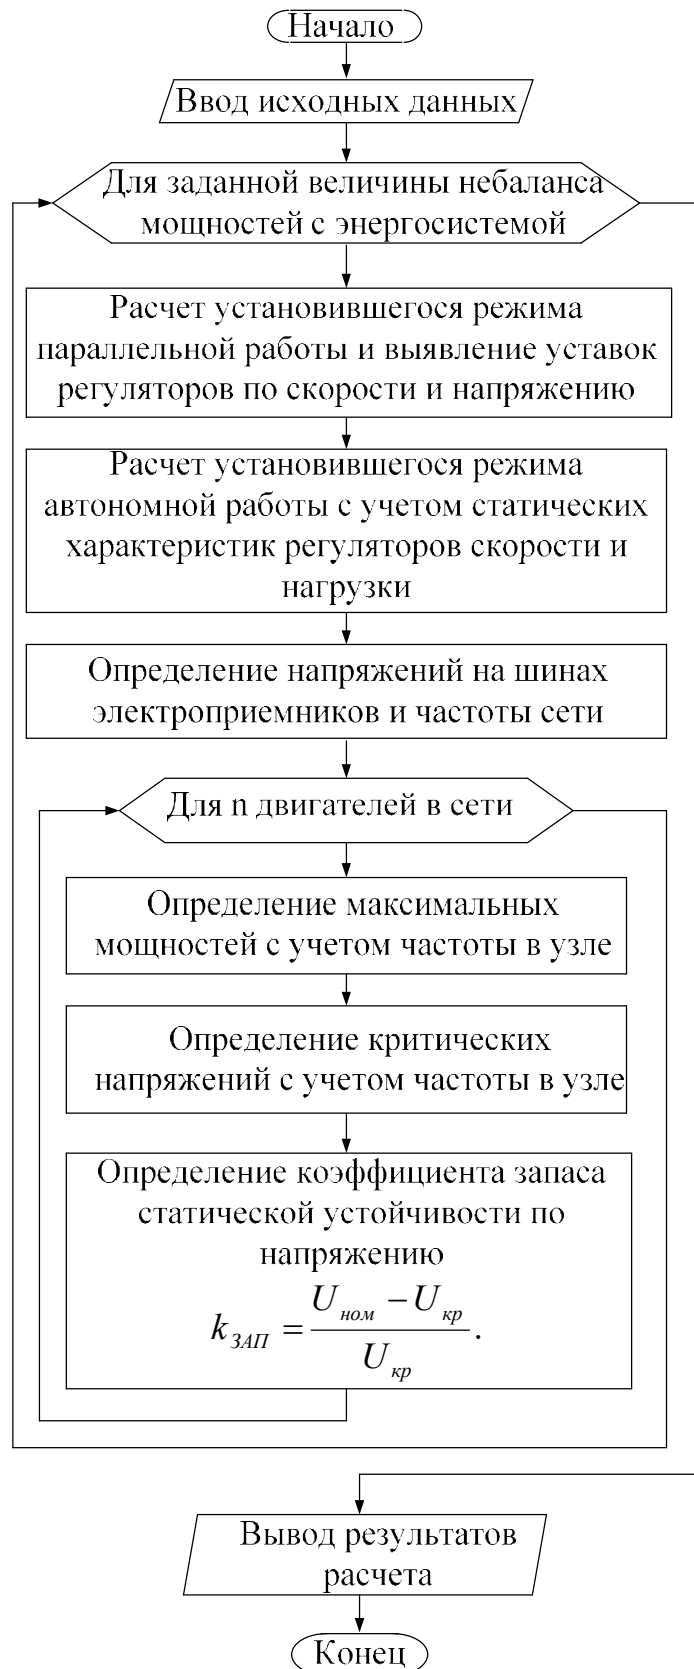 Начало
Ввод исходных данных
Для заданной величины небаланса
мощностей с энергосистемой
Расчет установившегося режима
параллельной работы и выявление уставок
регуляторов по скорости и напряжению
Расчет установившегося режима
автономной работы с учетом статических
характеристик регуляторов скорости и
нагрузки
Определение напряжений на шинах
электроприемников и частоты сети
Для n двигателей в сети
Определение максимальных
мощностей с учетом частоты в узле
Определение критических
напряжений с учетом частоты в узле
Определение коэффициента запаса
статической устойчивости по
напряжению
k_ЗАП = (U_ном − U_кр) / U_кр .
Вывод результатов
расчета
Конец